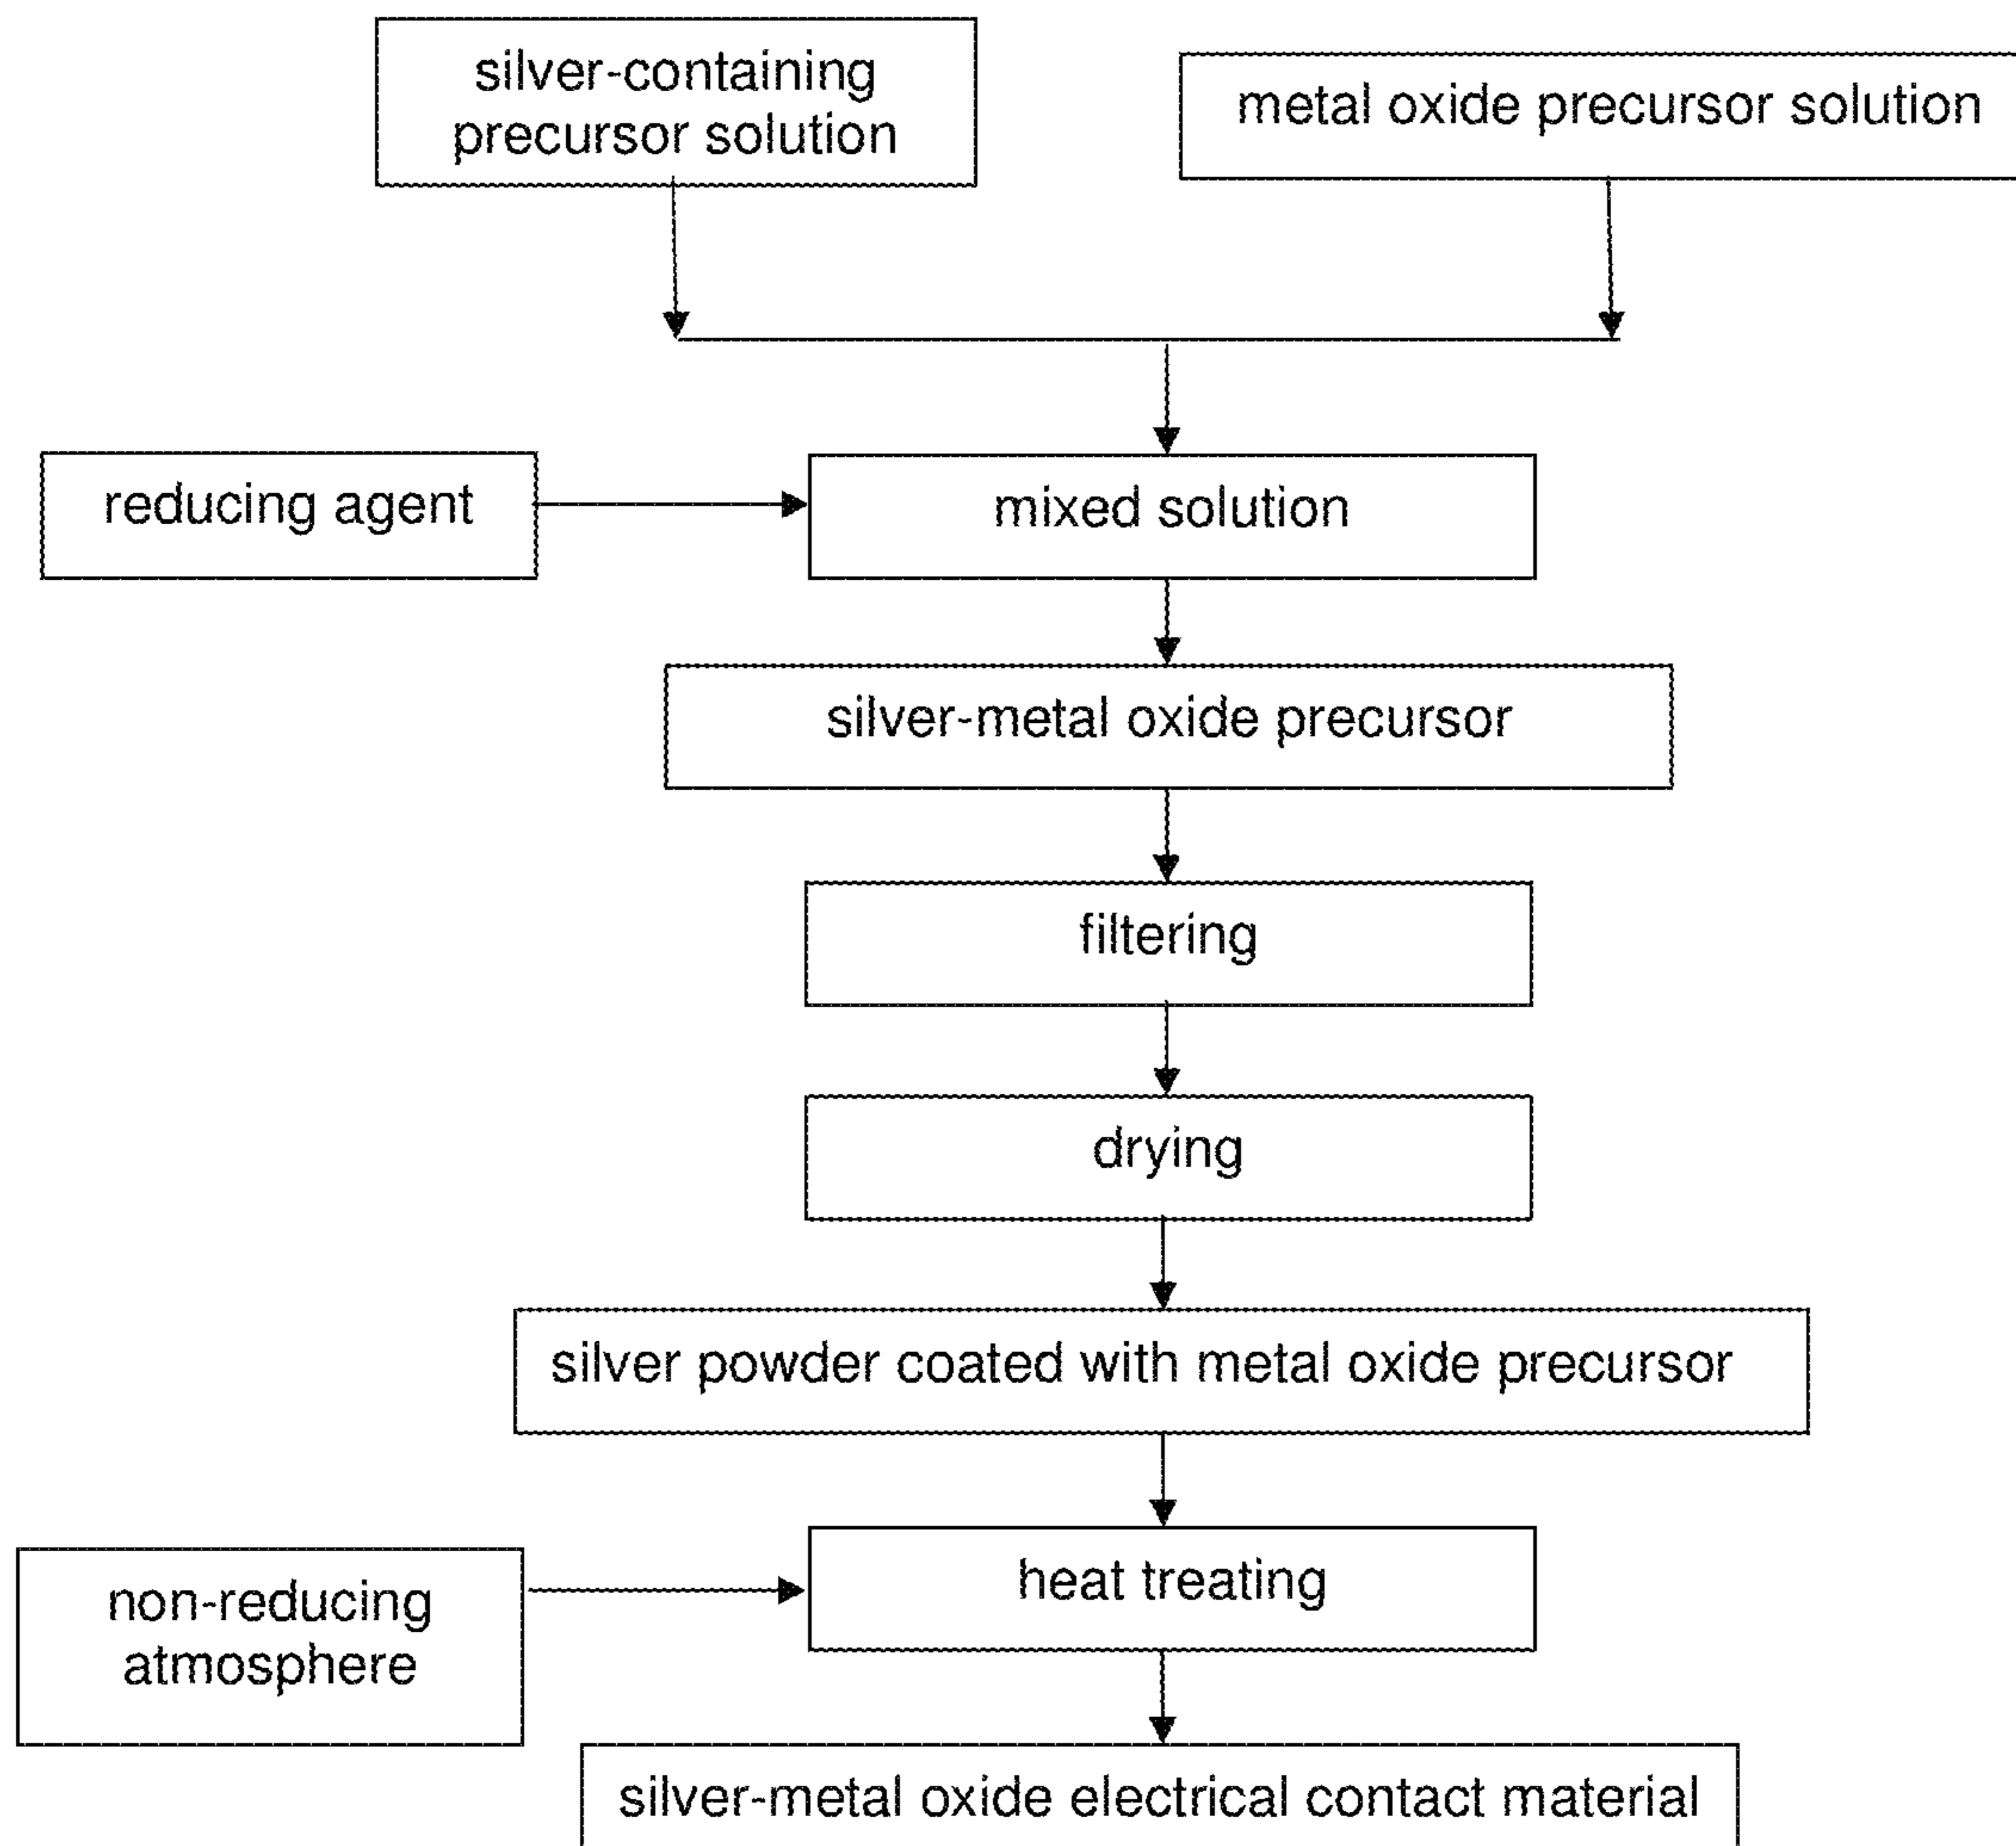 silver-containing
precursor solution
metal oxide precursor solution
reducing agent
mixed solution
silver-metal oxide precursor
filtering
drying
silver powder coated with metal oxide precursor
non-reducing
atmosphere
heat treating
silver-metal oxide electrical contact material